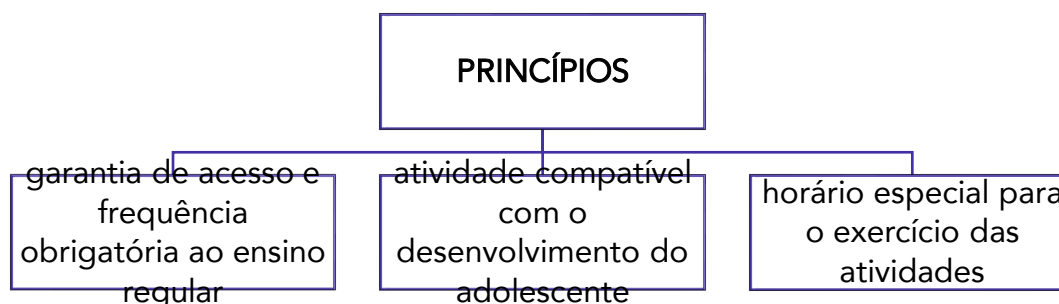 PRINCÍPIOS
garantia de acesso e
frequência
obrigatória ao ensino
regular
atividade compatível
com o
desenvolvimento do
adolescente
horário especial para
o exercício das
atividades